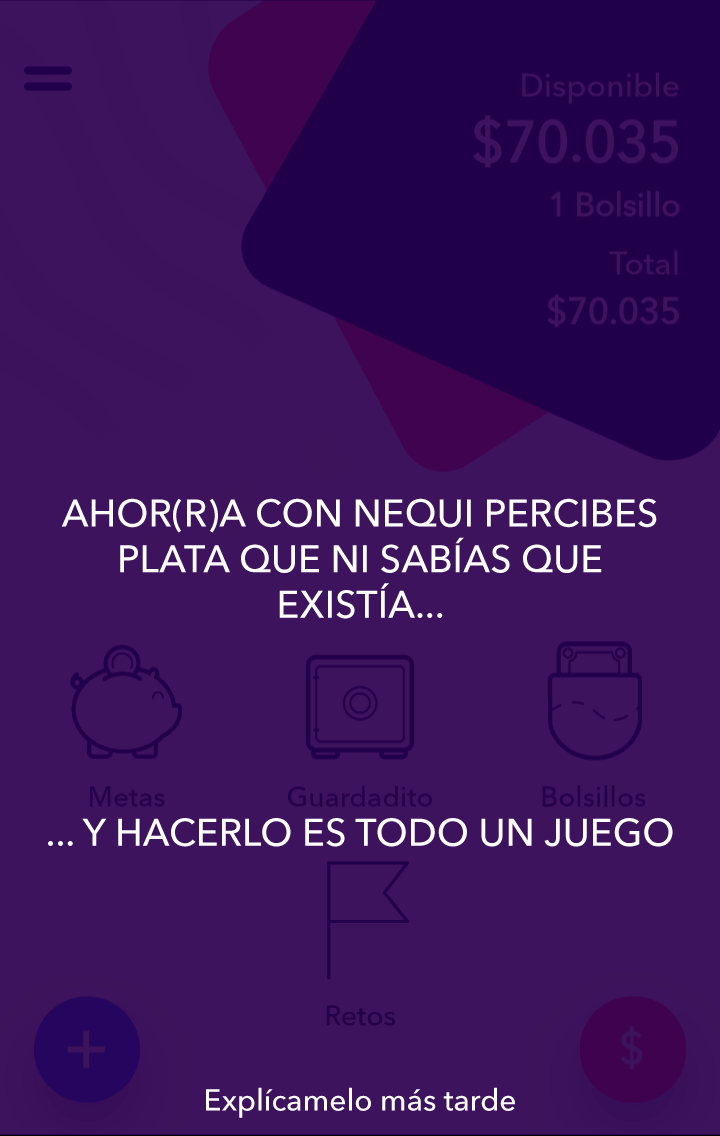 Disponible
$70.035
1 Bolsillo
Total
$70.035
AHOR(R)A CON NEQUI PERCIBES
PLATA QUE NI SABÍAS QUE
EXISTÍA...
Metas
Guardadito
Bolsillos
... Y HACERLO ES TODO UN JUEGO
Retos
+
$
Explícamelo más tarde